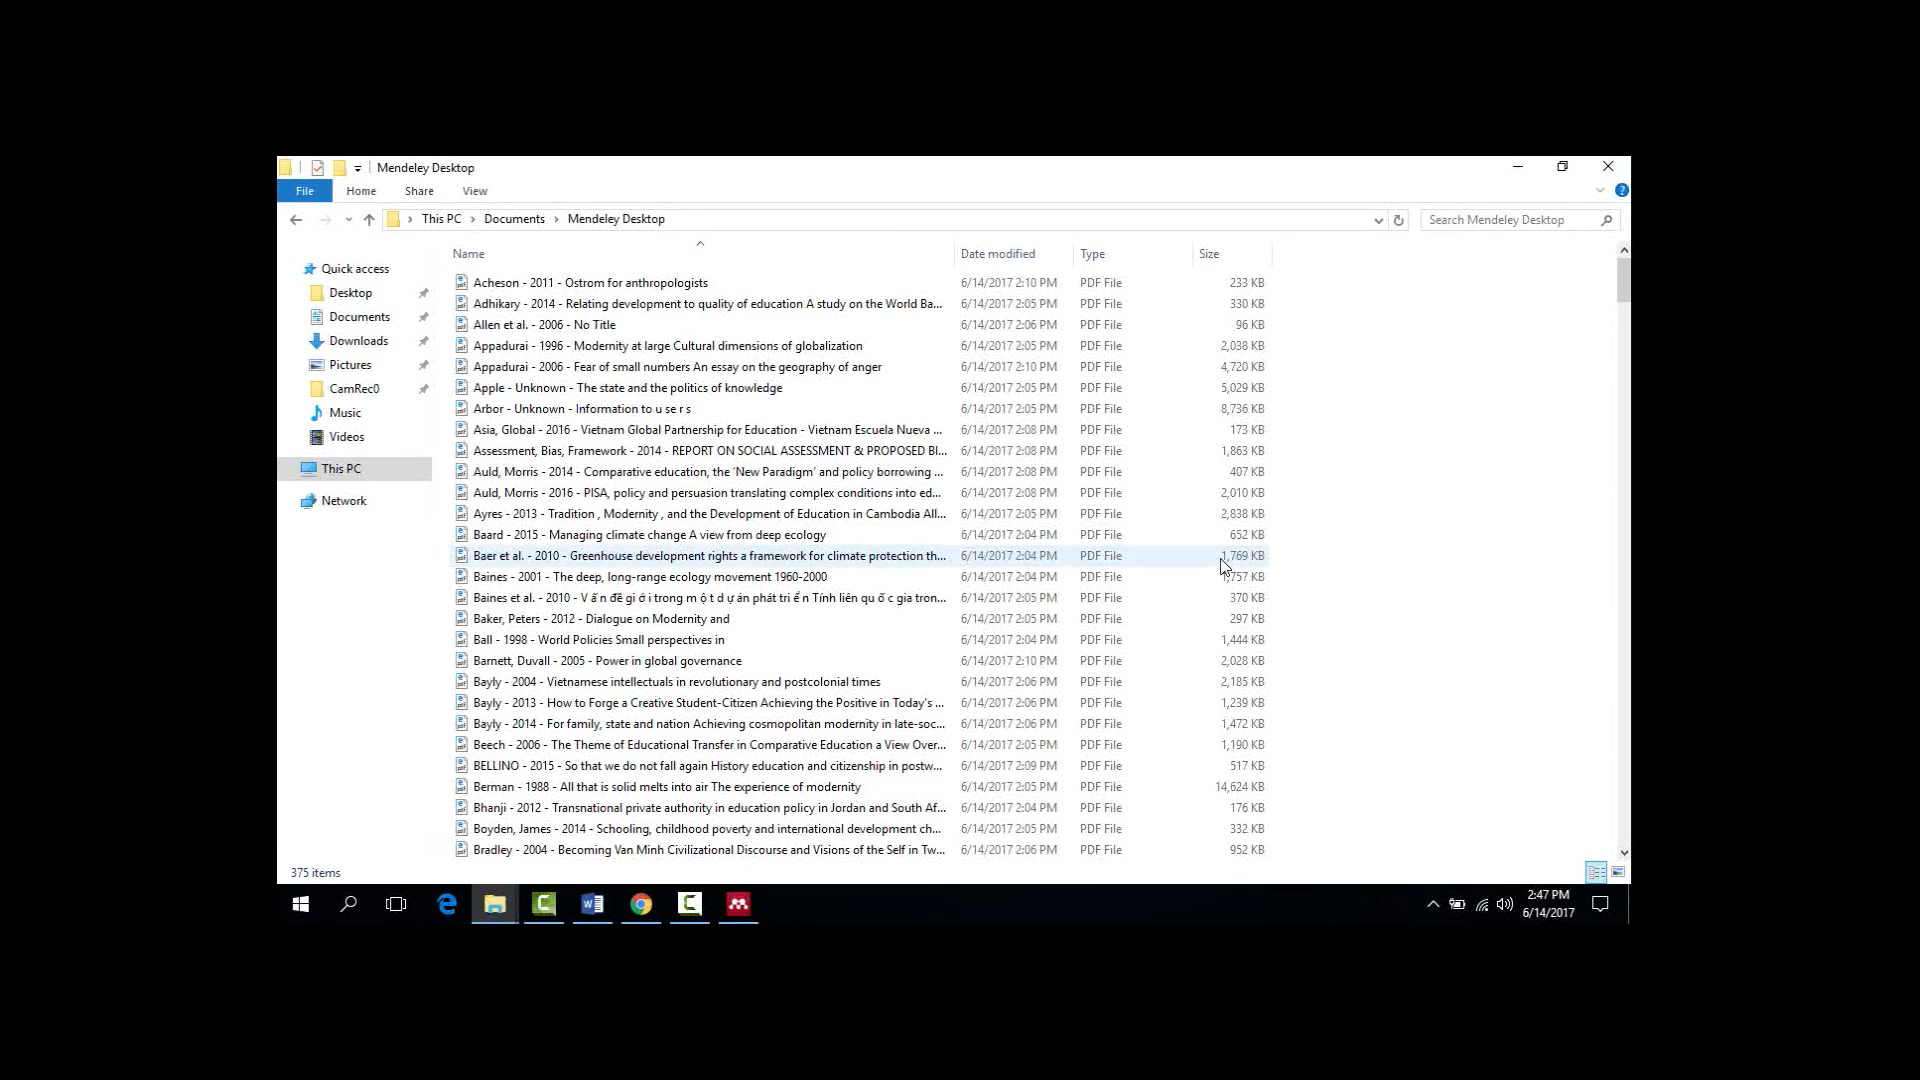 Mendeley Desktop
File Home Share View
This PC Documents Mendeley Desktop Search Mendeley Desktop
Name Date modified Type Size
Quick access
Desktop
Documents
Downloads
Pictures
CamRec0
Music
Videos
This PC
Network
Acheson - 2011 - Ostrom for anthropologists 6/14/2017 2:10 PM PDF File 233 KB
Adhikary - 2014 - Relating development to quality of education A study on the World Ba... 6/14/2017 2:05 PM PDF File 330 KB
Allen et al. - 2006 - No Title 6/14/2017 2:06 PM PDF File 96 KB
Appadurai - 1996 - Modernity at large Cultural dimensions of globalization 6/14/2017 2:05 PM PDF File 2,038 KB
Appadurai - 2006 - Fear of small numbers An essay on the geography of anger 6/14/2017 2:10 PM PDF File 4,720 KB
Apple - Unknown - The state and the politics of knowledge 6/14/2017 2:05 PM PDF File 5,029 KB
Arbor - Unknown - Information to u se r s 6/14/2017 2:05 PM PDF File 8,736 KB
Asia, Global - 2016 - Vietnam Global Partnership for Education - Vietnam Escuela Nueva ... 6/14/2017 2:08 PM PDF File 173 KB
Assessment, Bias, Framework - 2014 - REPORT ON SOCIAL ASSESSMENT & PROPOSED BI... 6/14/2017 2:08 PM PDF File 1,863 KB
Auld, Morris - 2014 - Comparative education, the ‘New Paradigm’ and policy borrowing ... 6/14/2017 2:08 PM PDF File 407 KB
Auld, Morris - 2016 - PISA, policy and persuasion translating complex conditions into ed... 6/14/2017 2:08 PM PDF File 2,010 KB
Ayres - 2013 - Tradition , Modernity , and the Development of Education in Cambodia All... 6/14/2017 2:05 PM PDF File 2,838 KB
Baard - 2015 - Managing climate change A view from deep ecology 6/14/2017 2:04 PM PDF File 652 KB
Baer et al. - 2010 - Greenhouse development rights a framework for climate protection th... 6/14/2017 2:04 PM PDF File 1,769 KB
Baines - 2001 - The deep, long-range ecology movement 1960-2000 6/14/2017 2:04 PM PDF File ,757 KB
Baines et al. - 2010 - V ấ n đề gi ớ i trong m ộ t d ự án phát tri ể n Tính liên qu ố c gia tron... 6/14/2017 2:05 PM PDF File 370 KB
Baker, Peters - 2012 - Dialogue on Modernity and 6/14/2017 2:05 PM PDF File 297 KB
Ball - 1998 - World Policies Small perspectives in 6/14/2017 2:04 PM PDF File 1,444 KB
Barnett, Duvall - 2005 - Power in global governance 6/14/2017 2:10 PM PDF File 2,028 KB
Bayly - 2004 - Vietnamese intellectuals in revolutionary and postcolonial times 6/14/2017 2:06 PM PDF File 2,185 KB
Bayly - 2013 - How to Forge a Creative Student-Citizen Achieving the Positive in Today's ... 6/14/2017 2:06 PM PDF File 1,239 KB
Bayly - 2014 - For family, state and nation Achieving cosmopolitan modernity in late-soc... 6/14/2017 2:06 PM PDF File 1,472 KB
Beech - 2006 - The Theme of Educational Transfer in Comparative Education a View Over... 6/14/2017 2:05 PM PDF File 1,190 KB
BELLINO - 2015 - So that we do not fall again History education and citizenship in postw... 6/14/2017 2:09 PM PDF File 517 KB
Berman - 1988 - All that is solid melts into air The experience of modernity 6/14/2017 2:05 PM PDF File 14,624 KB
Bhanji - 2012 - Transnational private authority in education policy in Jordan and South Af... 6/14/2017 2:04 PM PDF File 176 KB
Boyden, James - 2014 - Schooling, childhood poverty and international development ch... 6/14/2017 2:05 PM PDF File 332 KB
Bradley - 2004 - Becoming Van Minh Civilizational Discourse and Visions of the Self in Tw... 6/14/2017 2:06 PM PDF File 952 KB
375 items
2:47 PM
6/14/2017